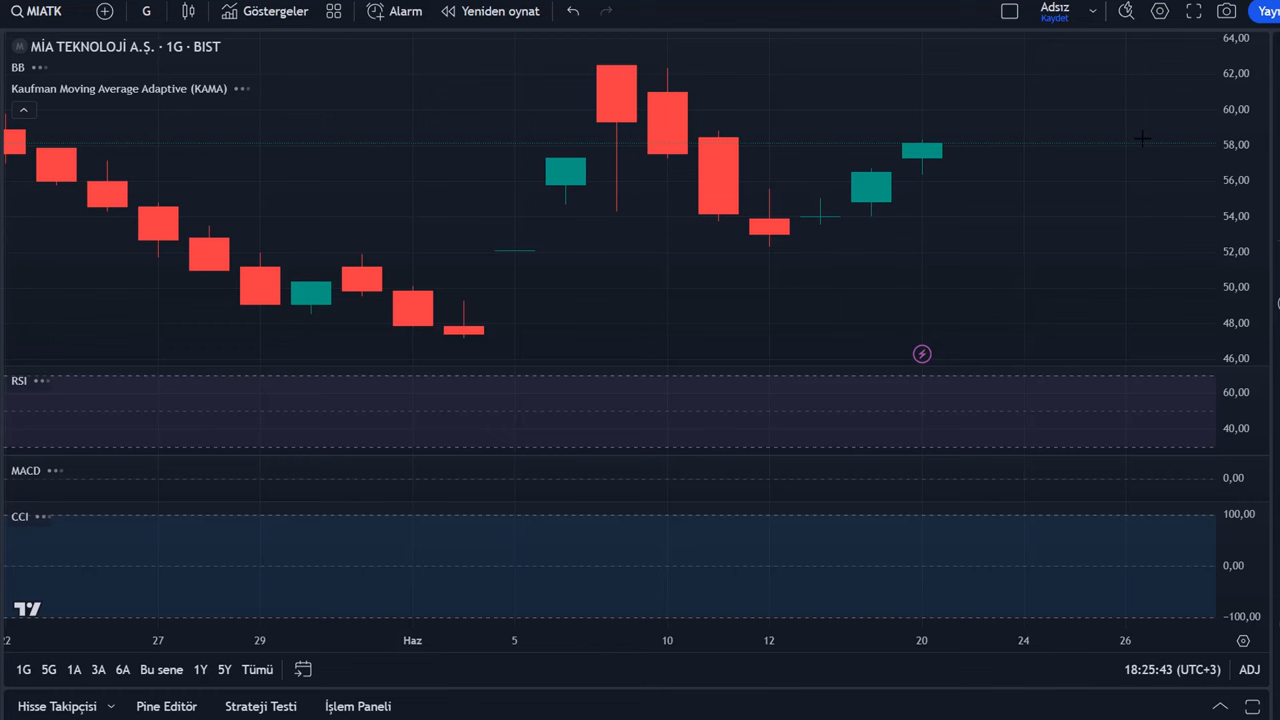 MIATK G Göstergeler Alarm Yeniden oynat Adsız
Kaydet
MİA TEKNOLOJİ A.Ş. · 1G · BIST
BB
Kaufman Moving Average Adaptive (KAMA)
64,00
62,00
60,00
58,00
56,00
54,00
52,00
50,00
48,00
46,00
RSI
60,00
40,00
MACD
0,00
CCI
100,00
0,00
−100,00
27 29 Haz 5 10 12 20 24 26
1G 5G 1A 3A 6A Bu sene 1Y 5Y Tümü 18:25:43 (UTC+3) ADJ
Hisse Takipçisi Pine Editör Strateji Testi İşlem Paneli